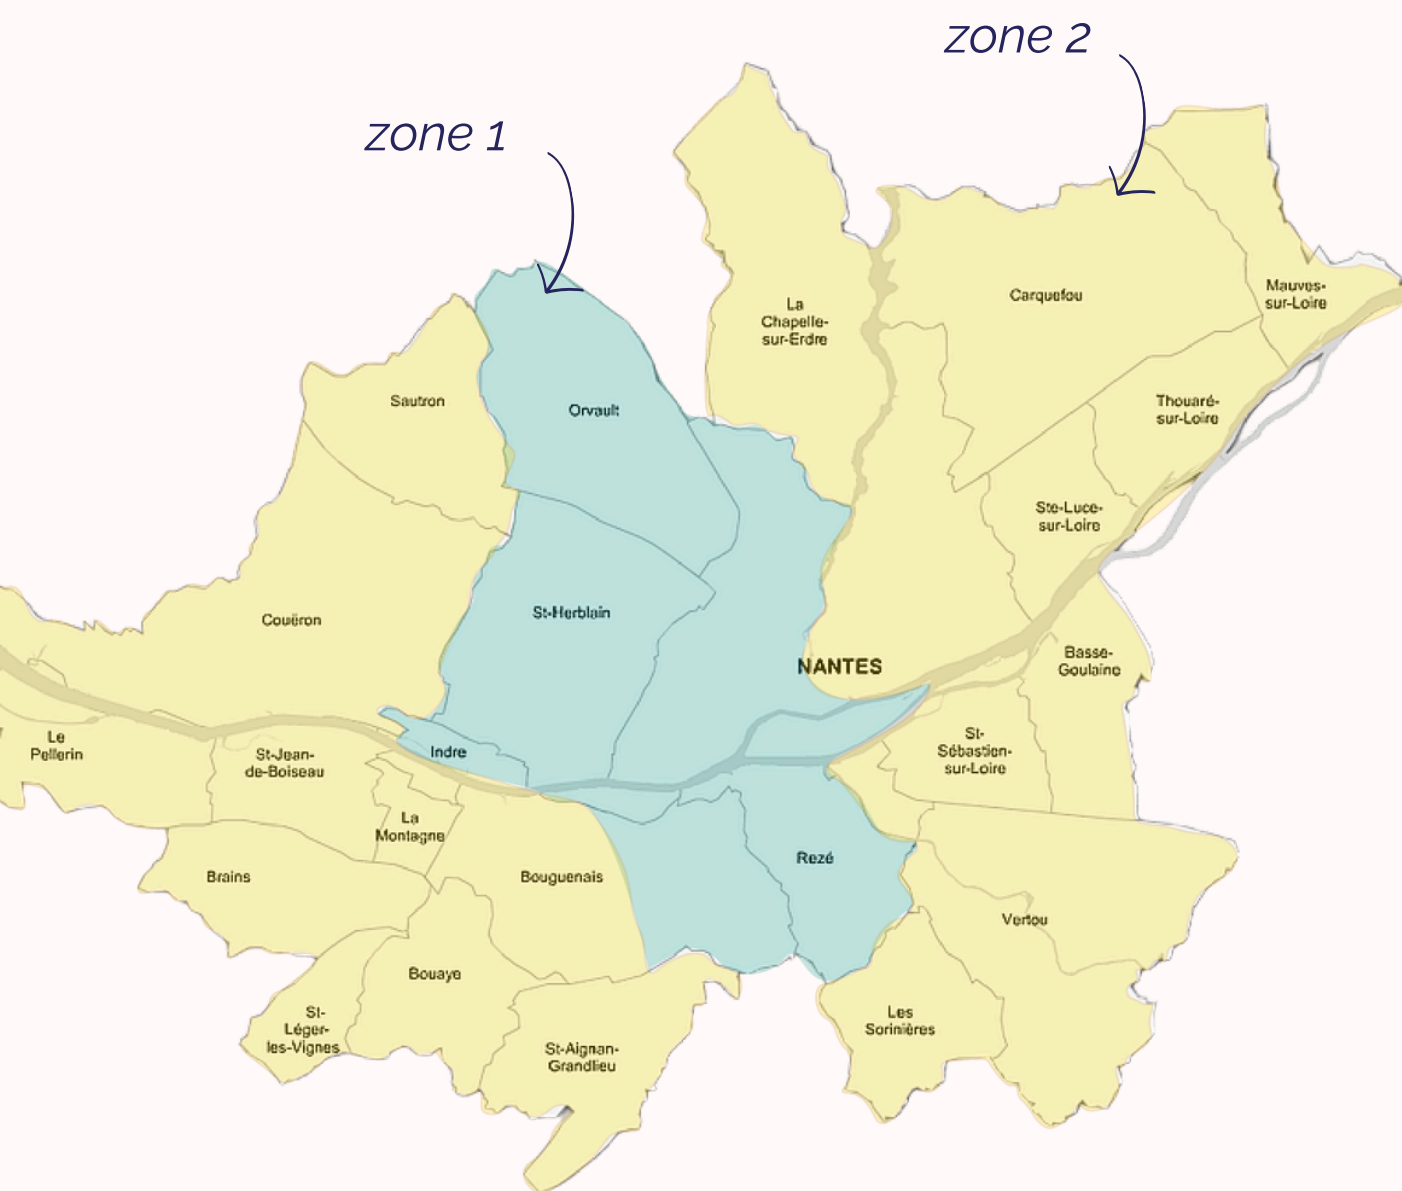 zone 2
zone 1
La
Chapelle-
sur-Erdre
Carquefou
Mauves-
sur-Loire
Sautron
Orvault
Thouaré-
sur-Loire
Ste-Luce-
sur-Loire
Couëron
St-Herblain
NANTES
Basse-
Goulaine
Le
Pellerin
St-Jean-
de-Boiseau
Indre
St-
Sébastien-
sur-Loire
La
Montagne
Brains
Bouguenais
Rezé
Vertou
Bouaye
St-
Léger-
les-Vignes
St-Aignan-
Grandlieu
Les
Sorinières